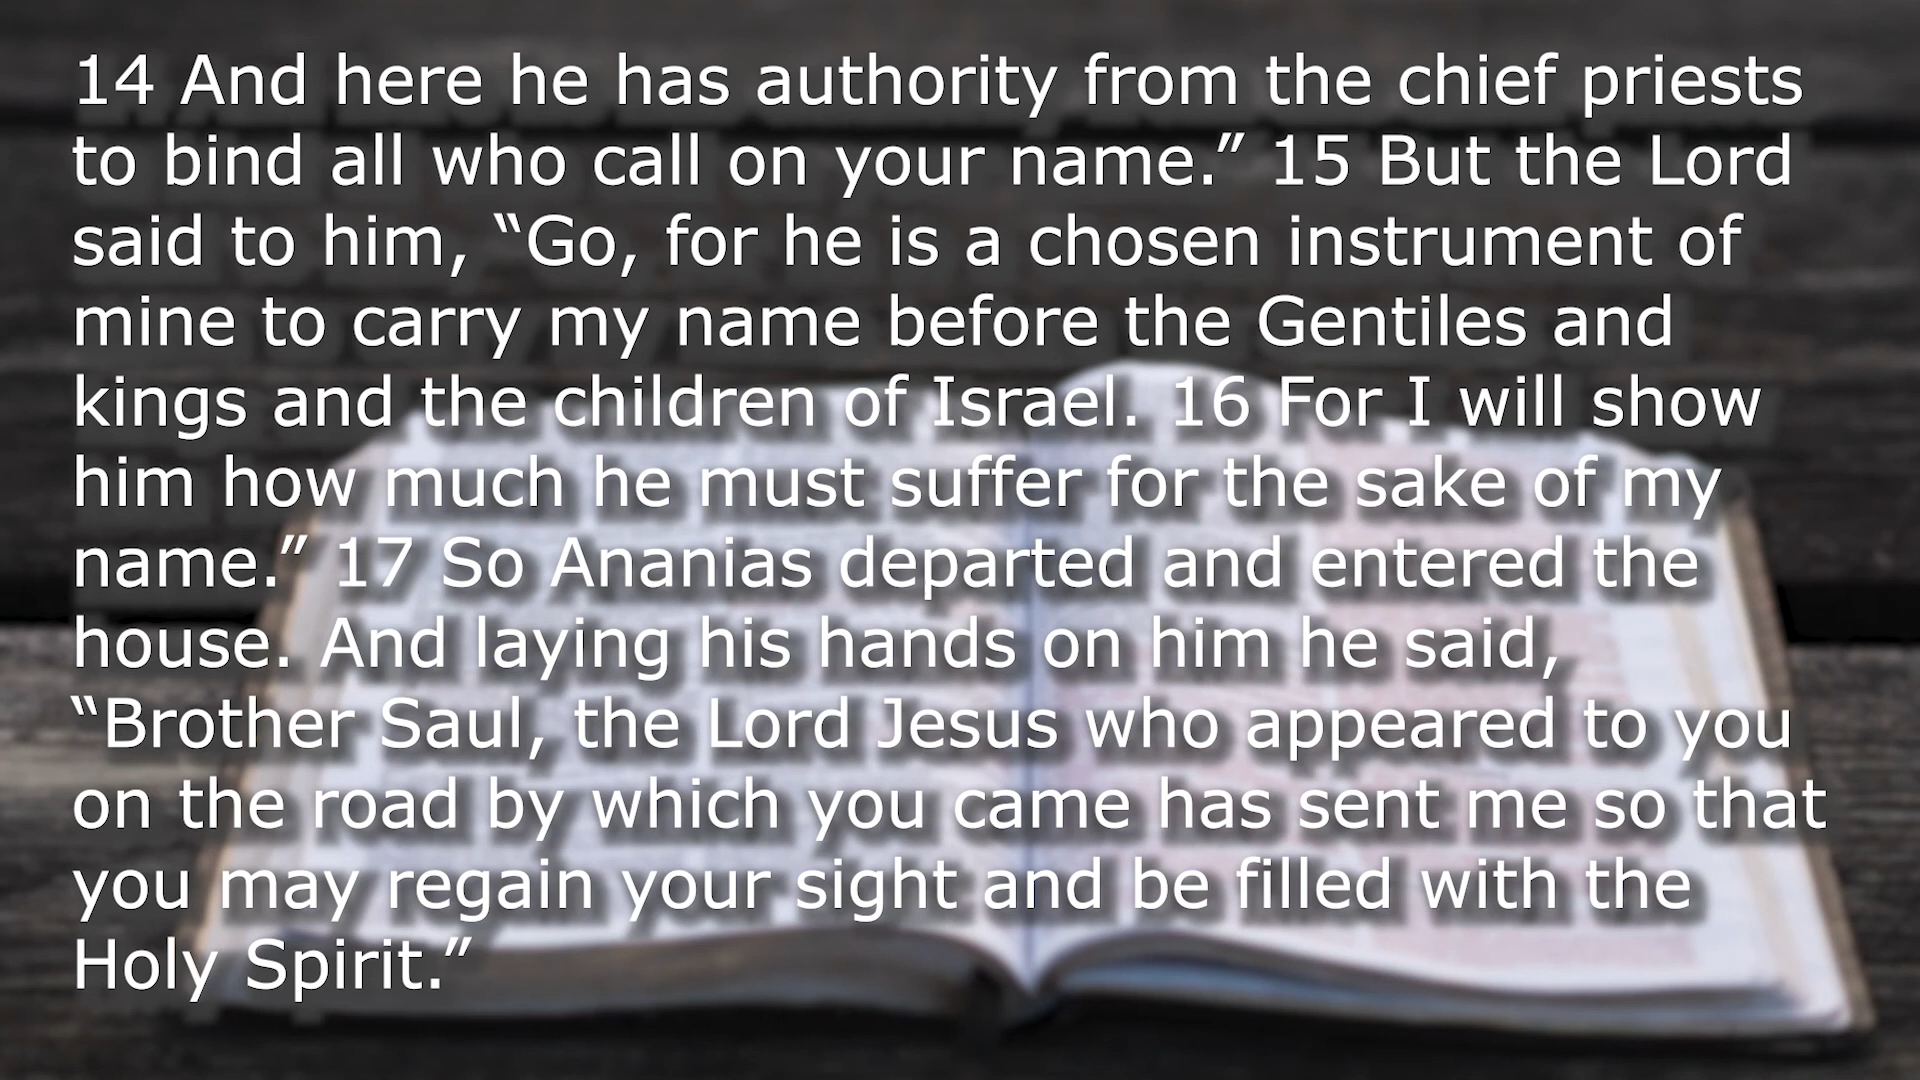 14 And here he has authority from the chief priests
to bind all who call on your name.” 15 But the Lord
said to him, “Go, for he is a chosen instrument of
mine to carry my name before the Gentiles and
kings and the children of Israel. 16 For I will show
him how much he must suffer for the sake of my
name.” 17 So Ananias departed and entered the
house. And laying his hands on him he said,
“Brother Saul, the Lord Jesus who appeared to you
on the road by which you came has sent me so that
you may regain your sight and be filled with the
Holy Spirit.”